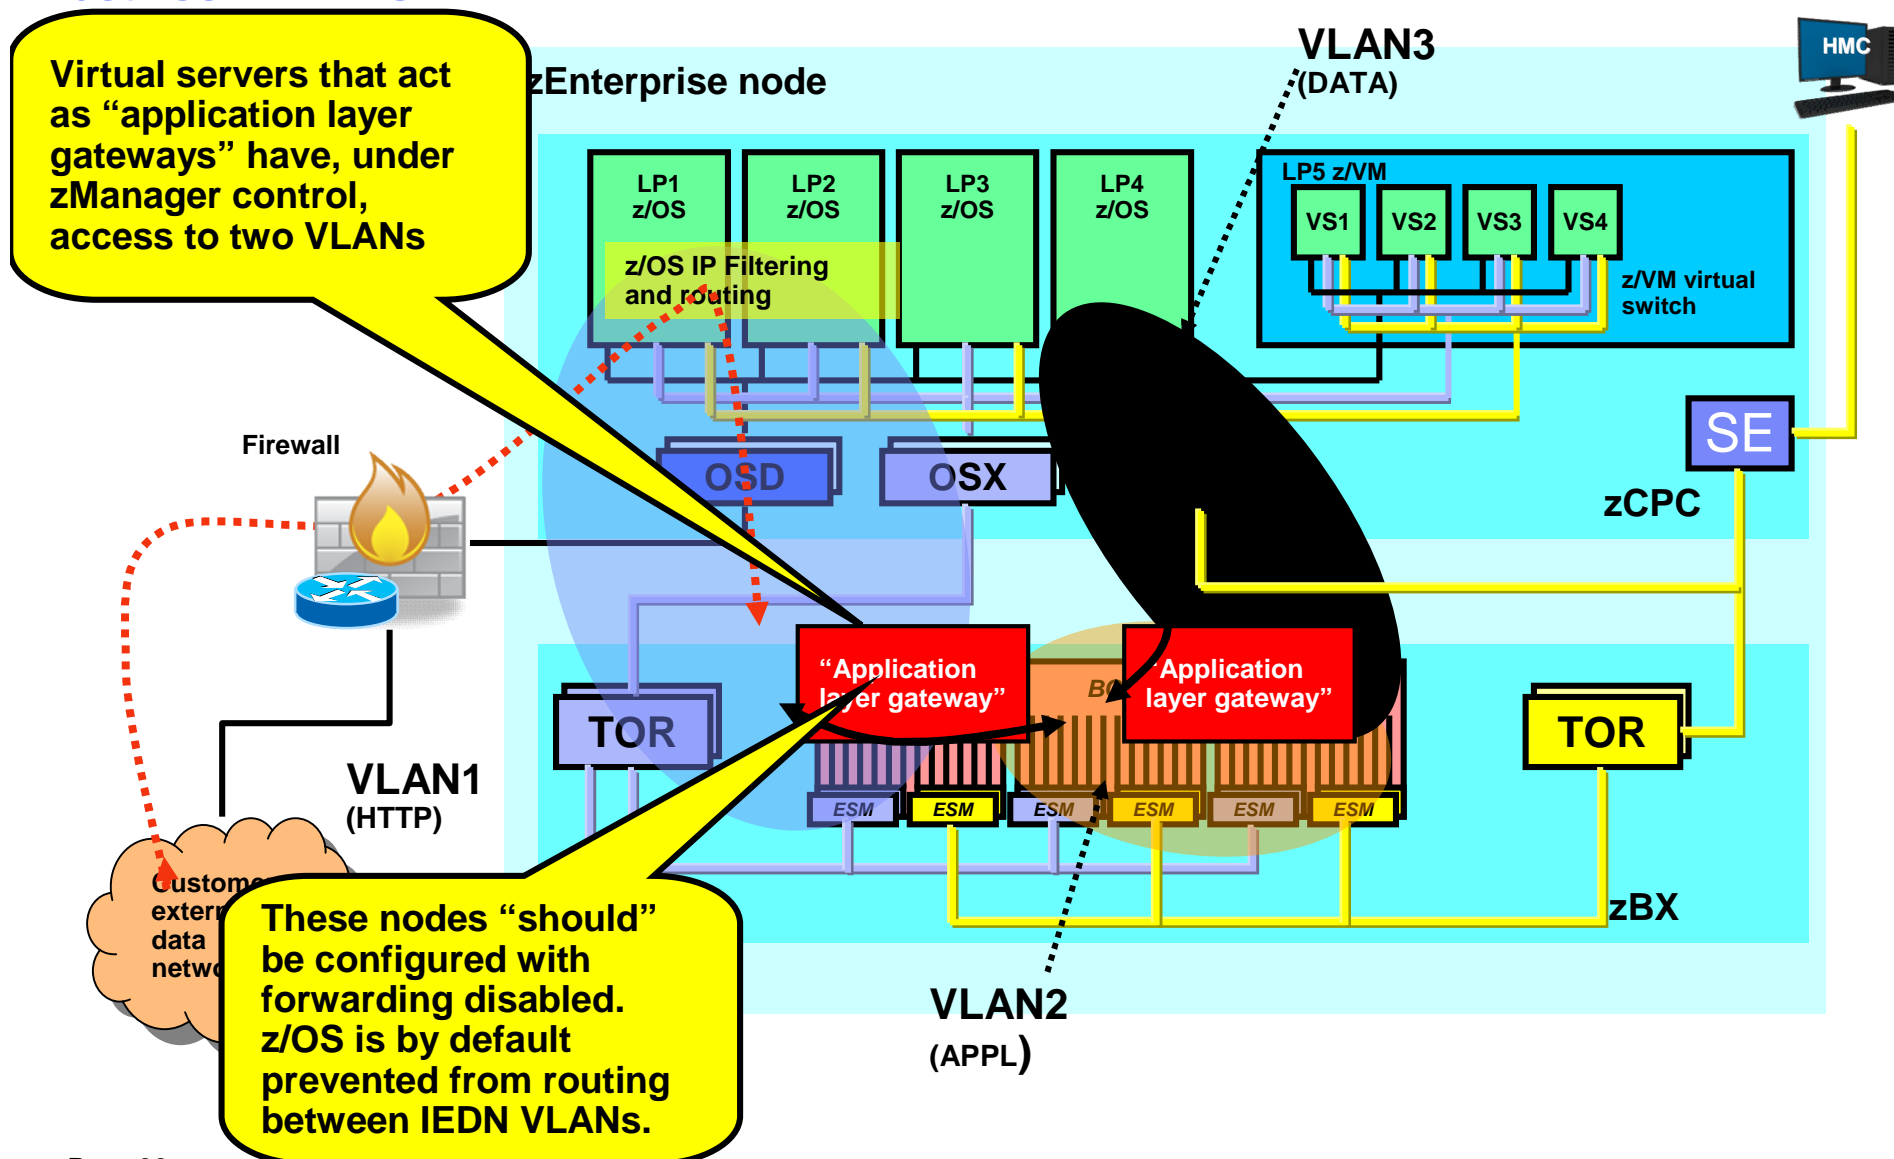 Virtual servers that act
as “application layer
gateways” have, under
zManager control,
access to two VLANs
zEnterprise node
VLAN3
(DATA)
HMC
LP1
z/OS
LP2
z/OS
LP3
z/OS
LP4
z/OS
LP5 z/VM
VS1
VS2
VS3
VS4
z/VM virtual
switch
z/OS IP Filtering
and routing
Firewall
OSD
OSX
SE
zCPC
“Application
layer gateway”
“Application
layer gateway”
TOR
TOR
VLAN1
(HTTP)
ESM
ESM
ESM
ESM
ESM
ESM
zBX
data
These nodes “should”
be configured with
forwarding disabled.
z/OS is by default
prevented from routing
between IEDN VLANs.
VLAN2
(APPL)